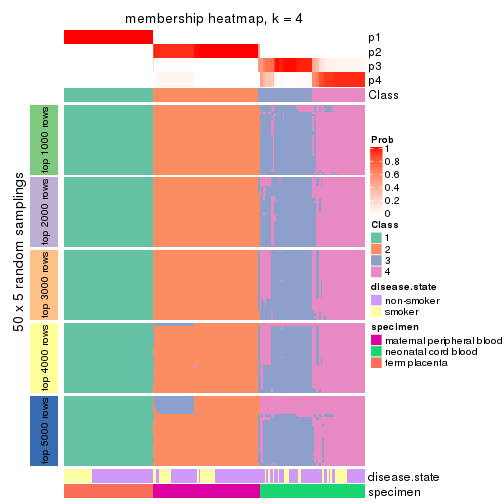 membership heatmap, k = 4
p1
p2
p3
p4
Class
50 x 5 random samplings
top 1000 rows
top 2000 rows
top 3000 rows
top 4000 rows
top 5000 rows
disease.state
specimen
Prob
1
0.8
0.6
0.4
0.2
0
Class
1
2
3
4
disease.state
non-smoker
smoker
specimen
maternal peripheral blood
neonatal cord blood
term placenta